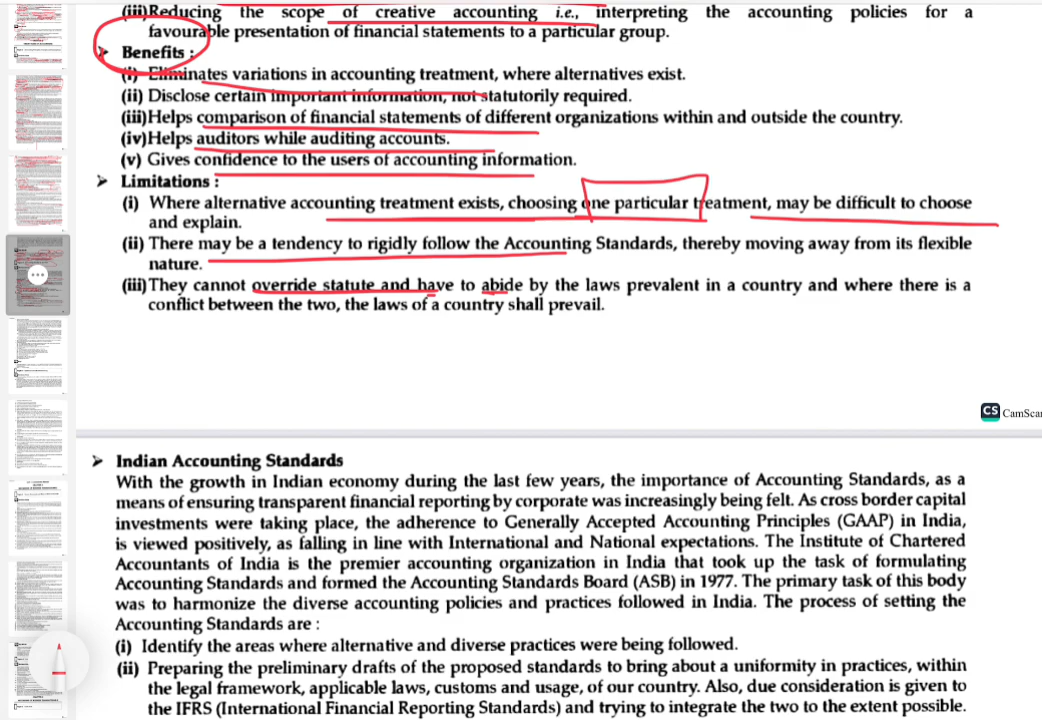 (iii)Reducing the scope of creative accounting i.e., interpreting the accounting policies for a
favourable presentation of financial statements to a particular group.
➤ Benefits :
(i) Eliminates variations in accounting treatment, where alternatives exist.
(ii) Disclose certain important information, not statutorily required.
(iii)Helps comparison of financial statements of different organizations within and outside the country.
(iv)Helps auditors while auditing accounts.
(v) Gives confidence to the users of accounting information.
➤ Limitations :
(i) Where alternative accounting treatment exists, choosing one particular treatment, may be difficult to choose
and explain.
(ii) There may be a tendency to rigidly follow the Accounting Standards, thereby moving away from its flexible
nature.
(iii)They cannot override statute and have to abide by the laws prevalent in a country and where there is a
conflict between the two, the laws of a country shall prevail.
CS CamScan
➤ Indian Accounting Standards
With the growth in Indian economy during the last few years, the importance of Accounting Standards, as a
means of ensuring transparent financial reporting by corporate was increasingly being felt. As cross border capital
investments were taking place, the adherence to Generally Accepted Accounting Principles (GAAP) in India,
is viewed positively, as falling in line with International and National expectations. The Institute of Chartered
Accountants of India is the premier accounting organization in India that took up the task of formulating
Accounting Standards and formed the Accounting Standards Board (ASB) in 1977. The primary task of this body
was to harmonize the diverse accounting policies and practices followed in India. The process of setting the
Accounting Standards are :
(i) Identify the areas where alternative and diverse practices were being followed.
(ii) Preparing the preliminary drafts of the proposed standards to bring about a uniformity in practices, within
the legal framework, applicable laws, customs and usage, of our country. Also, due consideration is given to
the IFRS (International Financial Reporting Standards) and trying to integrate the two to the extent possible.